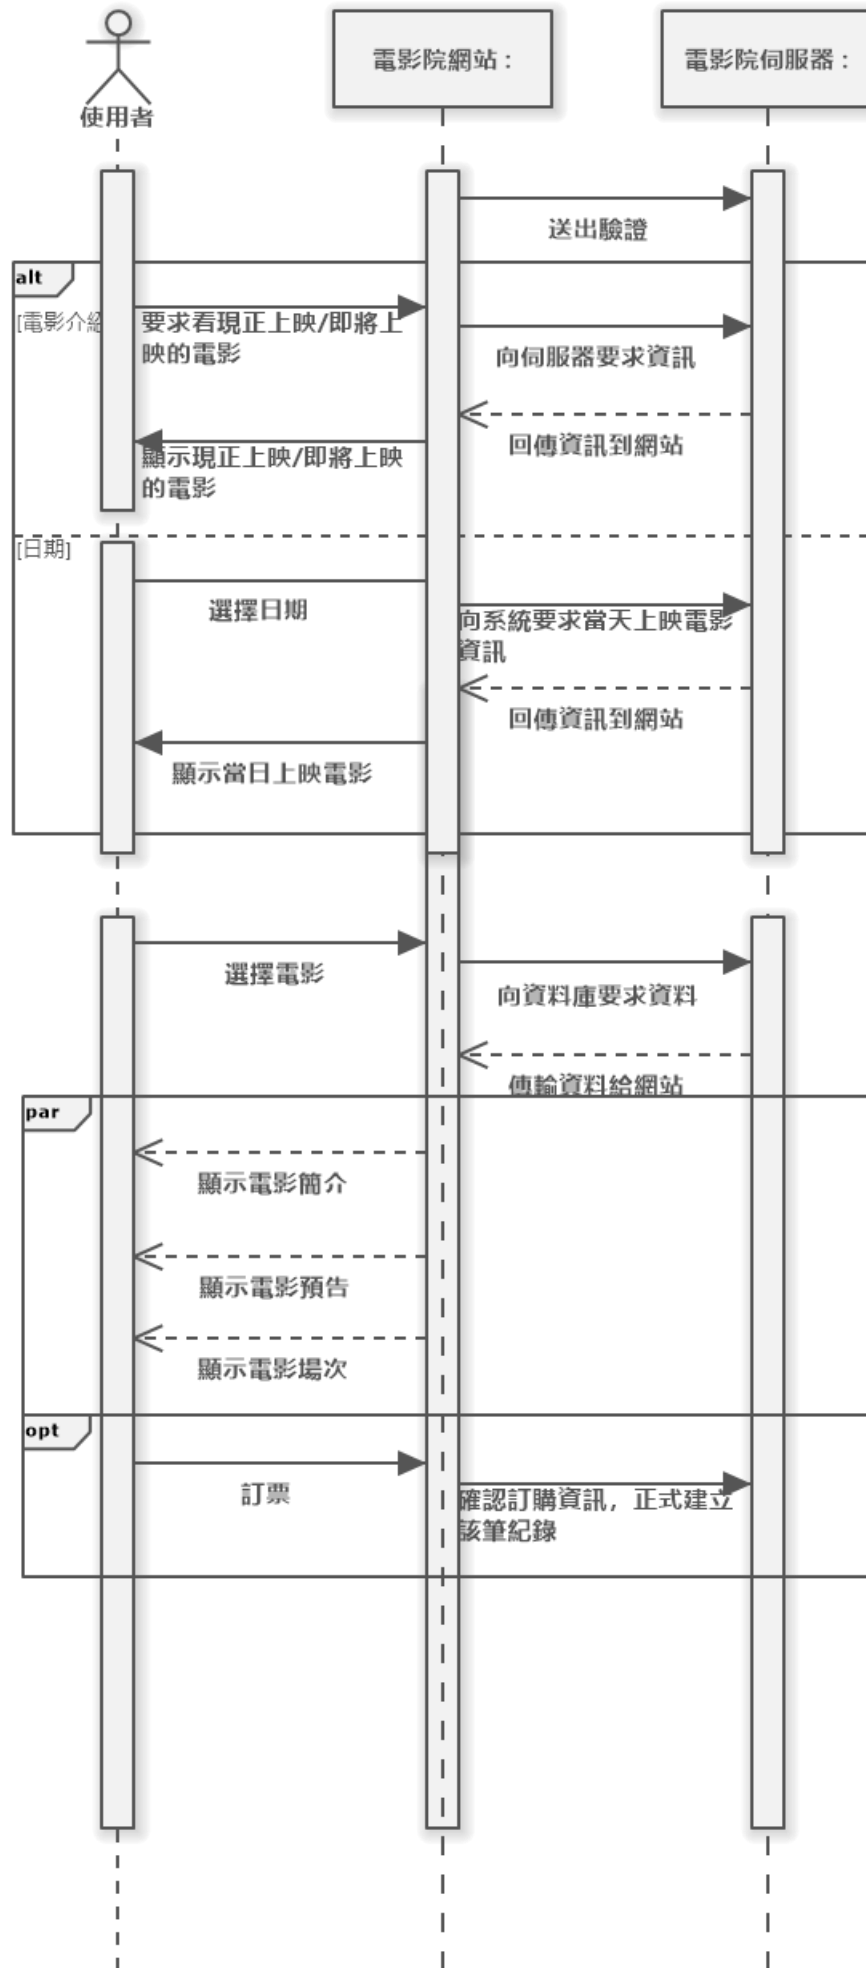 電影院網站 :
電影院伺服器 :
使用者
送出驗證
alt
[電影介紹
要求看現正上映/即將上
映的電影
向伺服器要求資訊
回傳資訊到網站
顯示現正上映/即將上映
的電影
[日期]
選擇日期
向系統要求當天上映電影
資訊
回傳資訊到網站
顯示當日上映電影
選擇電影
向資料庫要求資料
傳輸資料給網站
par
顯示電影簡介
顯示電影預告
顯示電影場次
opt
訂票
確認訂購資訊，正式建立
該筆紀錄